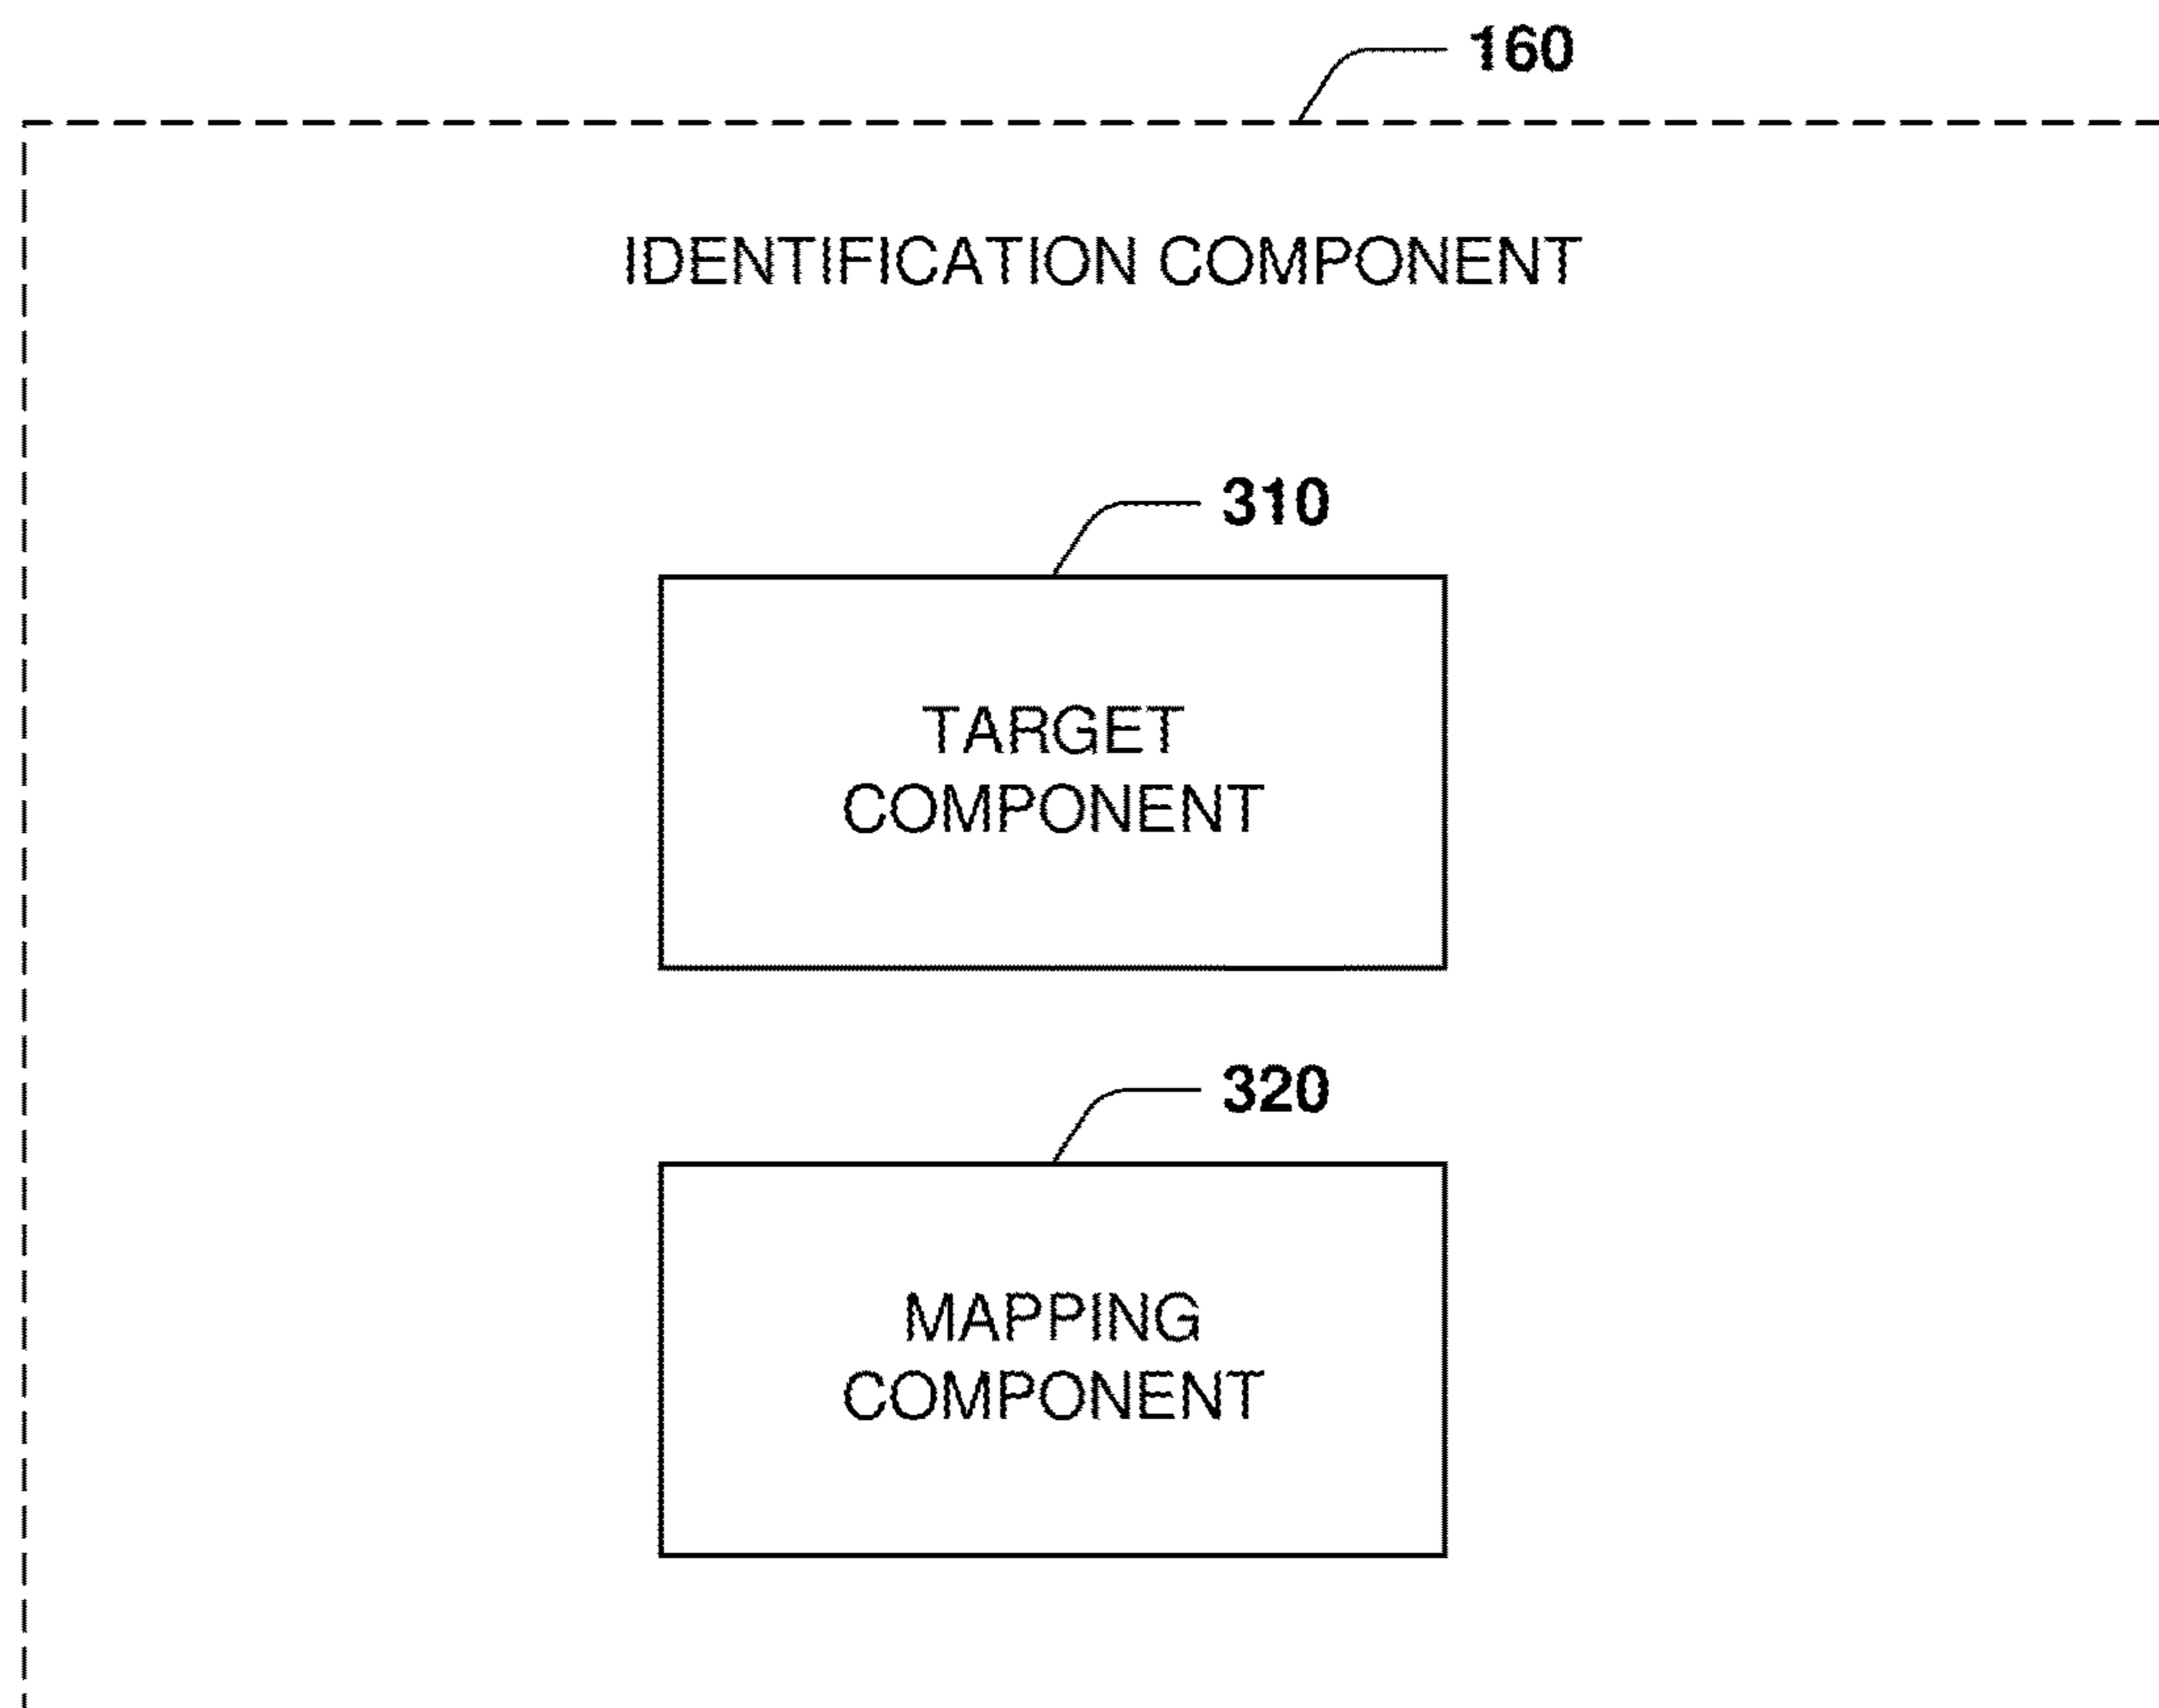 160
IDENTIFICATION COMPONENT
310
TARGET
COMPONENT
320
MAPPING
COMPONENT